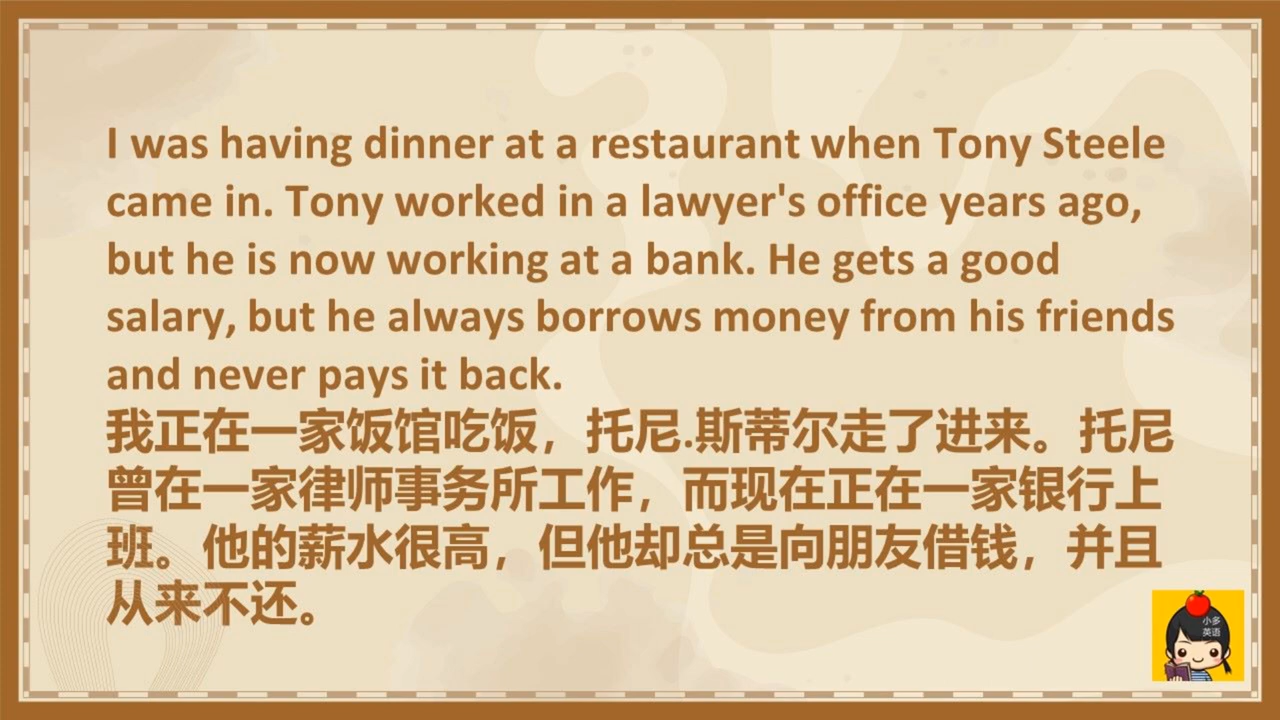 I was having dinner at a restaurant when Tony Steele
came in. Tony worked in a lawyer's office years ago,
but he is now working at a bank. He gets a good
salary, but he always borrows money from his friends
and never pays it back.
我正在一家饭馆吃饭，托尼.斯蒂尔走了进来。托尼
曾在一家律师事务所工作，而现在正在一家银行上
班。他的薪水很高，但他却总是向朋友借钱，并且
从来不还。
小多
英语